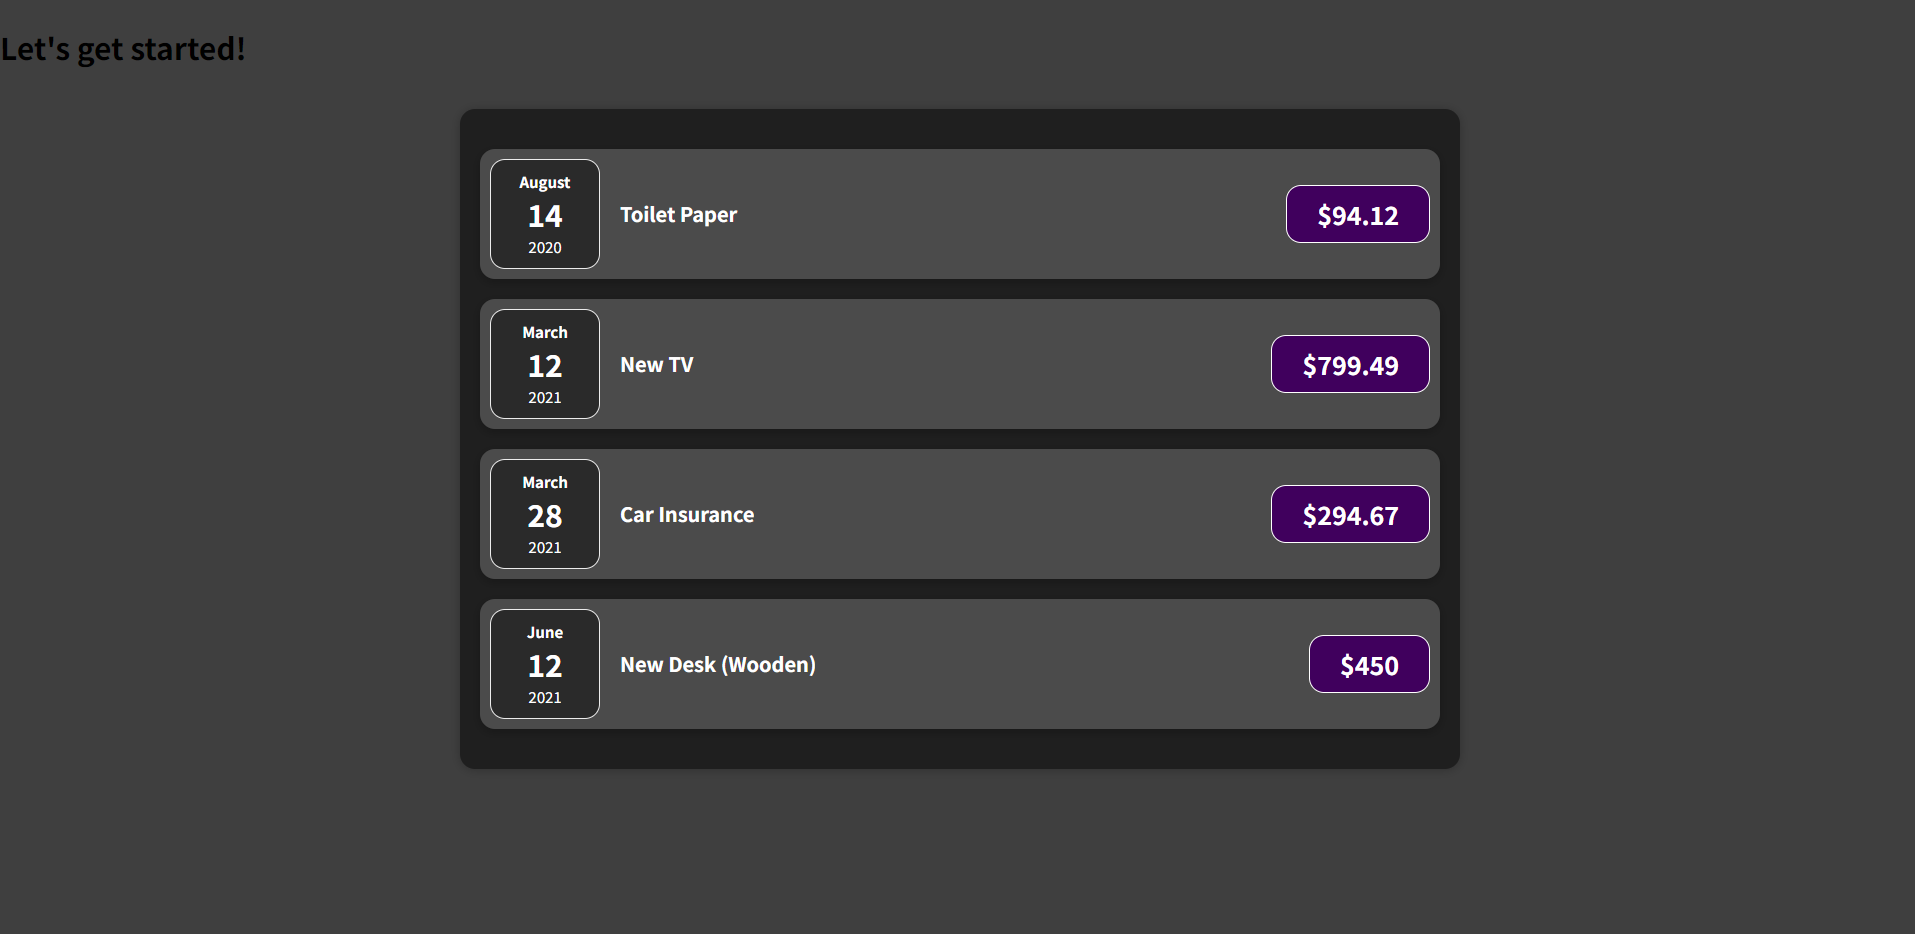 Let's get started!
August
14
2020
Toilet Paper
$94.12
March
12
2021
New TV
$799.49
March
28
2021
Car Insurance
$294.67
June
12
2021
New Desk (Wooden)
$450